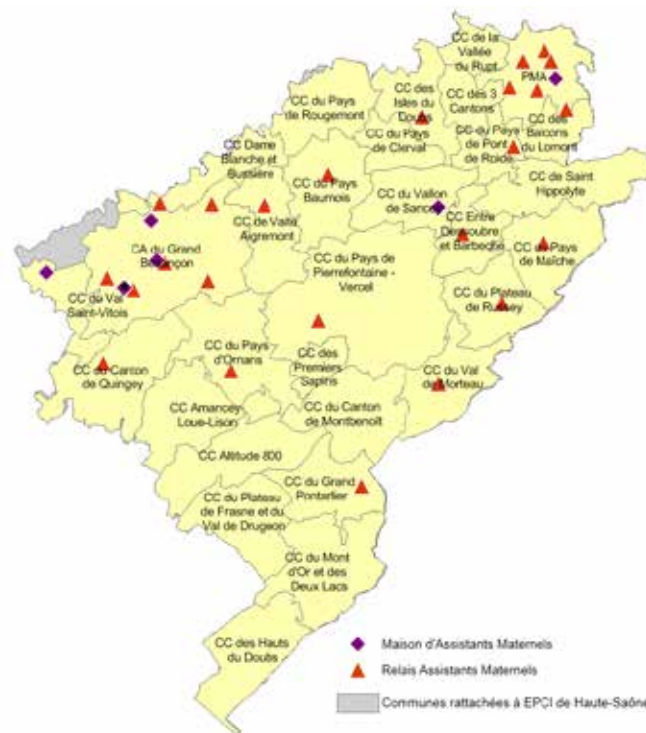 CC de la
Vallée
du Rupt
PMA
CC des
Isles du
Doubs
CC des 3
Cantons
CC du Pays
de Rougemont
CC des
Balcons
du Lomont
CC du Pays
de Clerval
CC du Pays
de Pont
de Roide
CC Dame
Blanche et
Bussière
CC de Saint
Hippolyte
CC du Pays
Baumois
CC du Vallon
de Sancey
CC de Vaite
Aigremont
CC Entre
Dessoubre
et Barbèche
CA du Grand
Besançon
CC du Pays
de Maîche
CC du Pays de
Pierrefontaine -
Vercel
CC de Val
Saint-Vitois
CC du Plateau
de Russey
CC du Pays
d'Ornans
CC des
Premiers
Sapins
CC du Canton
de Quingey
CC du Val
de Morteau
CC Amancey
Loue-Lison
CC du Canton
de Montbenoît
CC Altitude 800
CC du Grand
Pontarlier
CC du Plateau
de Frasne et du
Val de Drugeon
CC du Mont
d'Or et des
Deux Lacs
CC des Hauts
du Doubs
Maison d'Assistants Maternels
Relais Assistants Maternels
Communes rattachées à EPCI de Haute-Saône